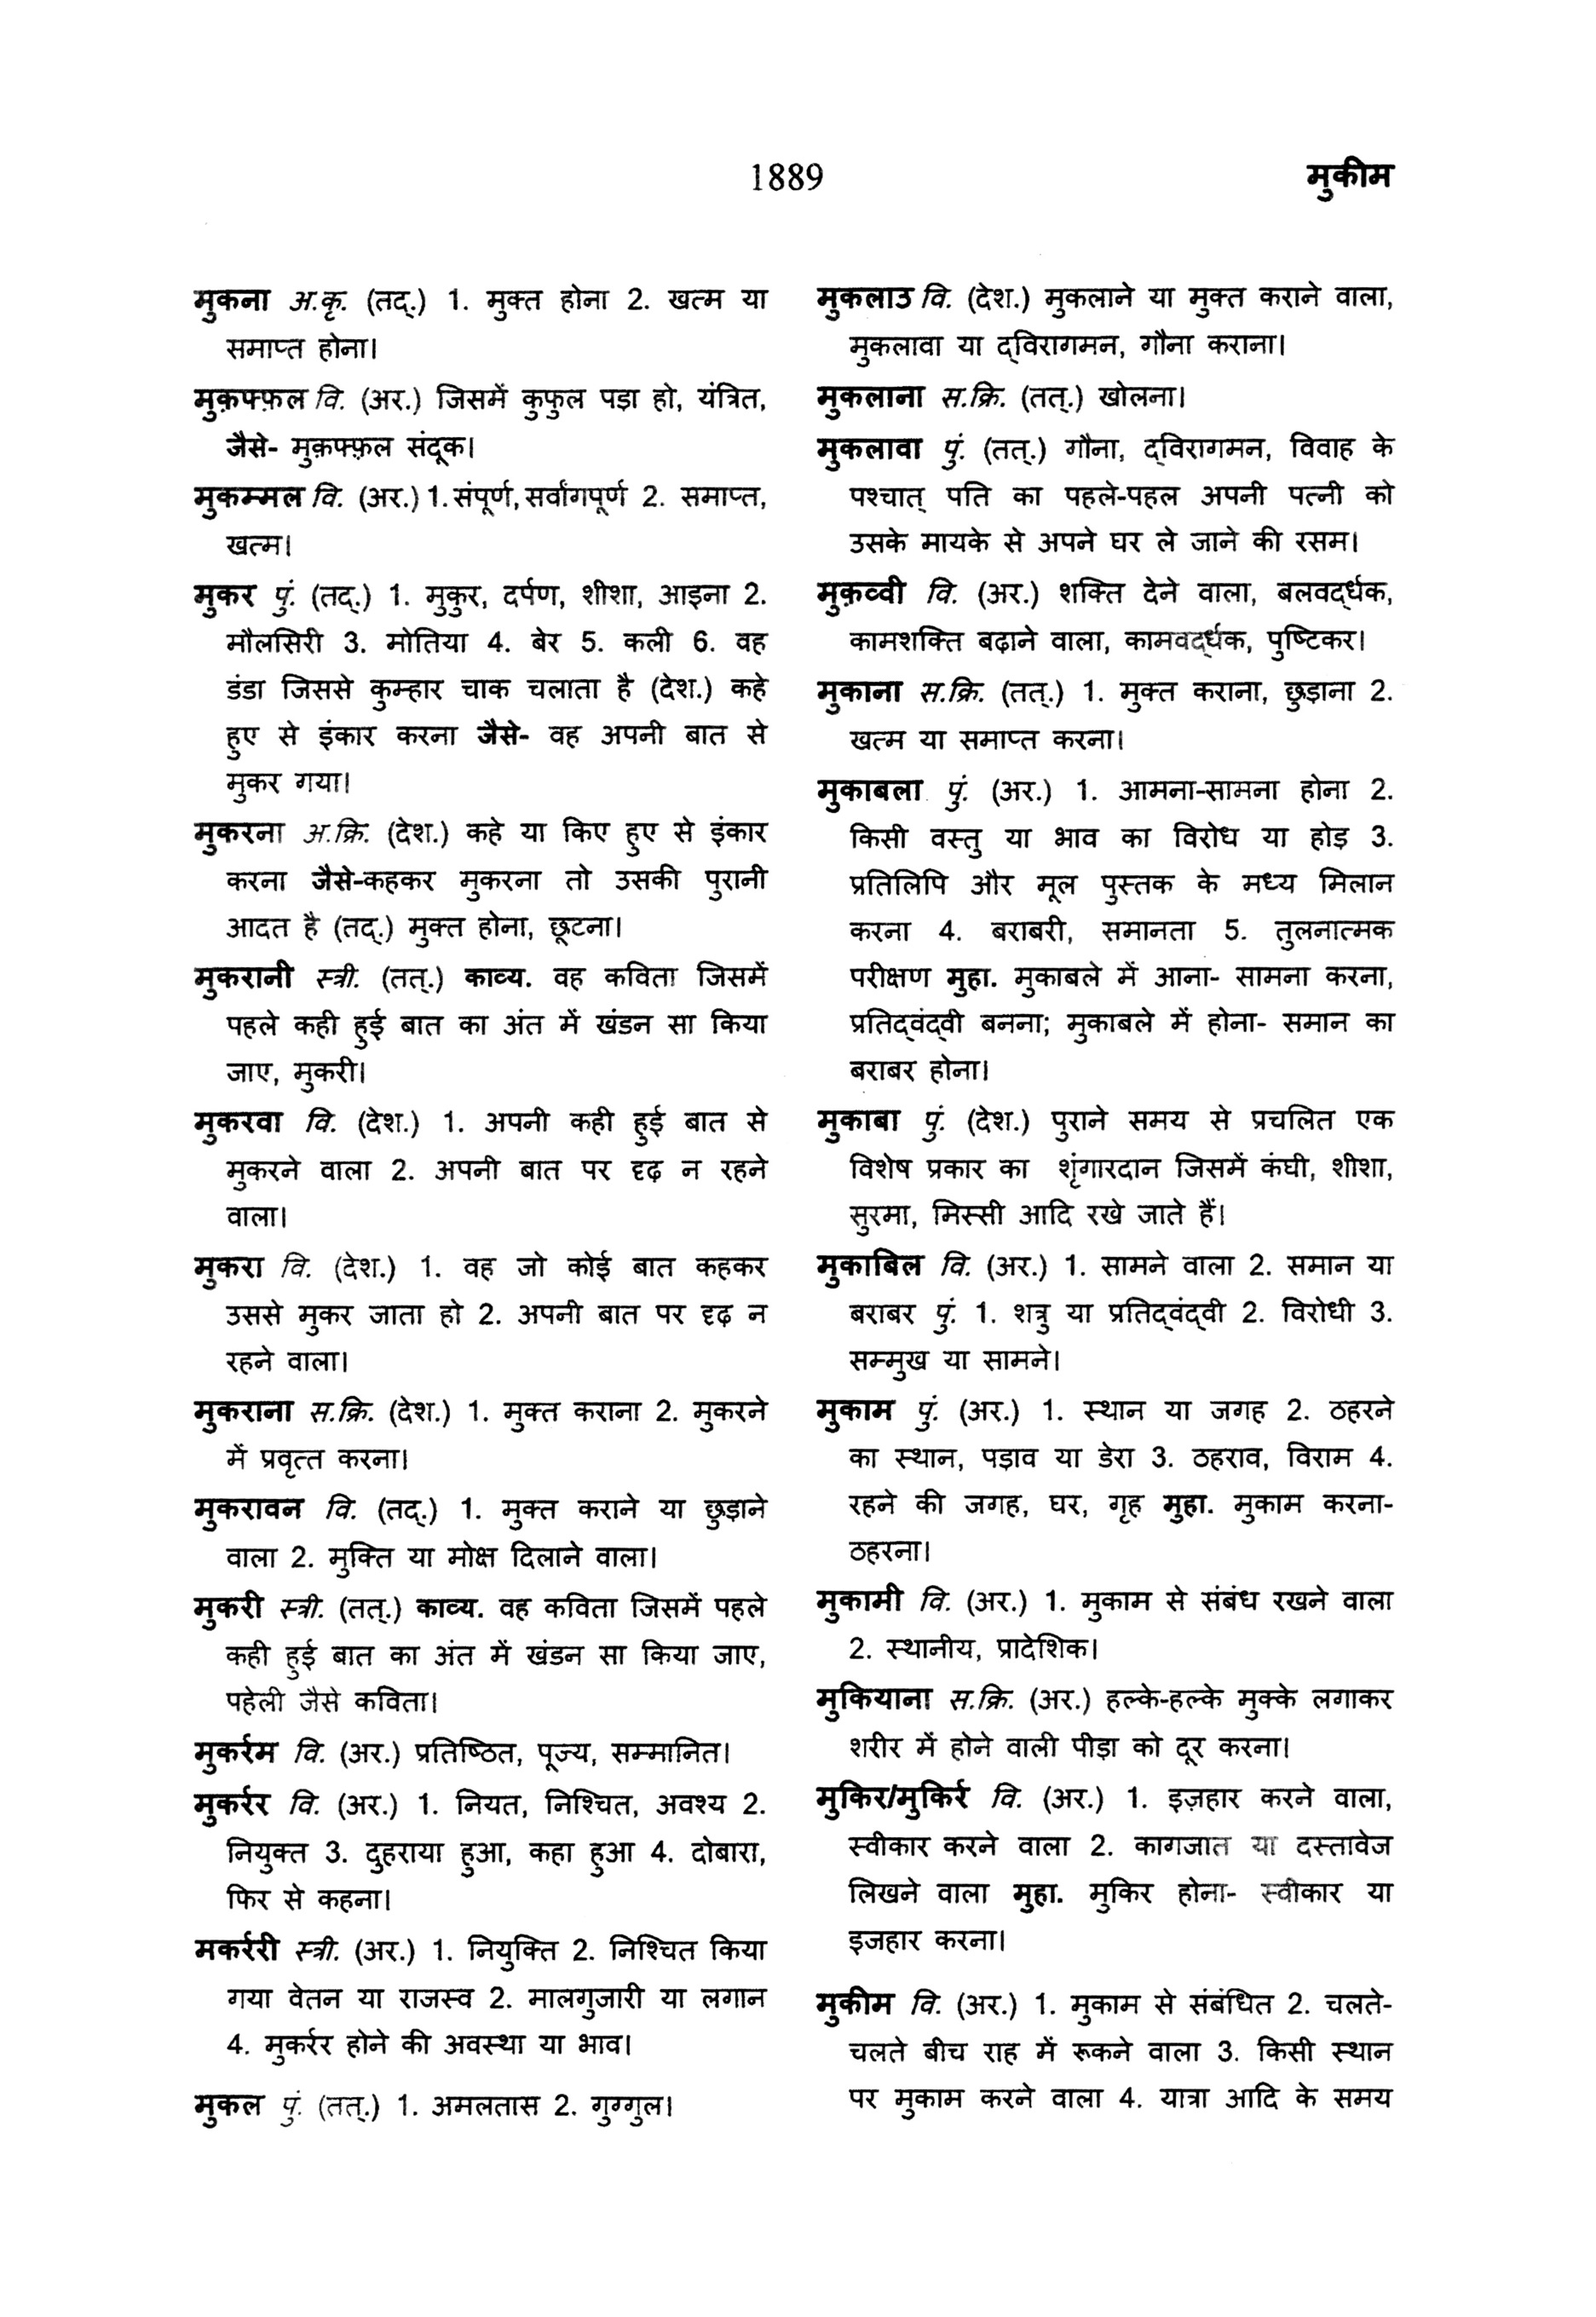 1889
मुकीम
मुकना अ.कृ. (तद्.) 1. मुक्त होना 2. खत्म या
समाप्त होना।
मुक़फ्फ़ल वि. (अर.) जिसमें कुफुल पड़ा हो, यंत्रित,
जैसे- मुक़फ्फ़ल संदूक।
मुकम्मल वि. (अर.) 1. संपूर्ण, सर्वांगपूर्ण 2. समाप्त,
खत्म।
मुकर पुं. (तद्.) 1. मुकुर, दर्पण, शीशा, आइना 2.
मौलसिरी 3. मोतिया 4. बेर 5. कली 6. वह
डंडा जिससे कुम्हार चाक चलाता है (देश.) कहे
हुए से इंकार करना जैसे- वह अपनी बात से
मुकर गया।
मुकरना अ.क्रि. (देश.) कहे या किए हुए से इंकार
करना जैसे-कहकर मुकरना तो उसकी पुरानी
आदत है (तद्.) मुक्त होना, छूटना।
मुकरानी स्त्री. (तत्.) काव्य. वह कविता जिसमें
पहले कही हुई बात का अंत में खंडन सा किया
जाए, मुकरी।
मुकरवा वि. (देश.) 1. अपनी कही हुई बात से
मुकरने वाला 2. अपनी बात पर दृढ़ न रहने
वाला।
मुकरा वि. (देश.) 1. वह जो कोई बात कहकर
उससे मुकर जाता हो 2. अपनी बात पर दृढ़ न
रहने वाला।
मुकराना स.क्रि. (देश.) 1. मुक्त कराना 2. मुकरने
में प्रवृत्त करना।
मुकरावन वि. (तद्.) 1. मुक्त कराने या छुड़ाने
वाला 2. मुक्ति या मोक्ष दिलाने वाला।
मुकरी स्त्री. (तत्.) काव्य. वह कविता जिसमें पहले
कही हुई बात का अंत में खंडन सा किया जाए,
पहेली जैसे कविता।
मुकर्रम वि. (अर.) प्रतिष्ठित, पूज्य, सम्मानित।
मुकर्रर वि. (अर.) 1. नियत, निश्चित, अवश्य 2.
नियुक्त 3. दुहराया हुआ, कहा हुआ 4. दोबारा,
फिर से कहना।
मकर्ररी स्त्री. (अर.) 1. नियुक्ति 2. निश्चित किया
गया वेतन या राजस्व 2. मालगुजारी या लगान
4. मुकर्रर होने की अवस्था या भाव।
मुकल पुं. (तत्.) 1. अमलतास 2. गुग्गुल।
मुकलाउ वि. (देश.) मुकलाने या मुक्त कराने वाला,
मुकलावा या द्विरागमन, गौना कराना।
मुकलाना स.क्रि. (तत्.) खोलना।
मुकलावा पुं. (तत्.) गौना, द्विरागमन, विवाह के
पश्चात् पति का पहले-पहल अपनी पत्नी को
उसके मायके से अपने घर ले जाने की रसम।
मुक़व्वी वि. (अर.) शक्ति देने वाला, बलवर्द्धक,
कामशक्ति बढ़ाने वाला, कामवर्द्धक, पुष्टिकर।
मुकाना स.क्रि. (तत्.) 1. मुक्त कराना, छुड़ाना 2.
खत्म या समाप्त करना।
मुकाबला पुं. (अर.) 1. आमना-सामना होना 2.
किसी वस्तु या भाव का विरोध या होड़ 3.
प्रतिलिपि और मूल पुस्तक के मध्य मिलान
करना 4. बराबरी, समानता 5. तुलनात्मक
परीक्षण मुहा. मुकाबले में आना- सामना करना,
प्रतिद्वंद्वी बनना; मुकाबले में होना- समान का
बराबर होना।
मुकाबा पुं. (देश.) पुराने समय से प्रचलित एक
विशेष प्रकार का शृंगारदान जिसमें कंघी, शीशा,
सुरमा, मिस्सी आदि रखे जाते हैं।
मुकाबिल वि. (अर.) 1. सामने वाला 2. समान या
बराबर पुं. 1. शत्रु या प्रतिद्वंद्वी 2. विरोधी 3.
सम्मुख या सामने।
मुकाम पुं. (अर.) 1. स्थान या जगह 2. ठहरने
का स्थान, पड़ाव या डेरा 3. ठहराव, विराम 4.
रहने की जगह, घर, गृह मुहा. मुकाम करना-
ठहरना।
मुकामी वि. (अर.) 1. मुकाम से संबंध रखने वाला
2. स्थानीय, प्रादेशिक।
मुकियाना स.क्रि. (अर.) हल्के-हल्के मुक्के लगाकर
शरीर में होने वाली पीड़ा को दूर करना।
मुकिर/मुकिर्र वि. (अर.) 1. इज़हार करने वाला,
स्वीकार करने वाला 2. कागजात या दस्तावेज
लिखने वाला मुहा. मुकिर होना- स्वीकार या
इजहार करना।
मुकीम वि. (अर.) 1. मुकाम से संबंधित 2. चलते-
चलते बीच राह में रूकने वाला 3. किसी स्थान
पर मुकाम करने वाला 4. यात्रा आदि के समय